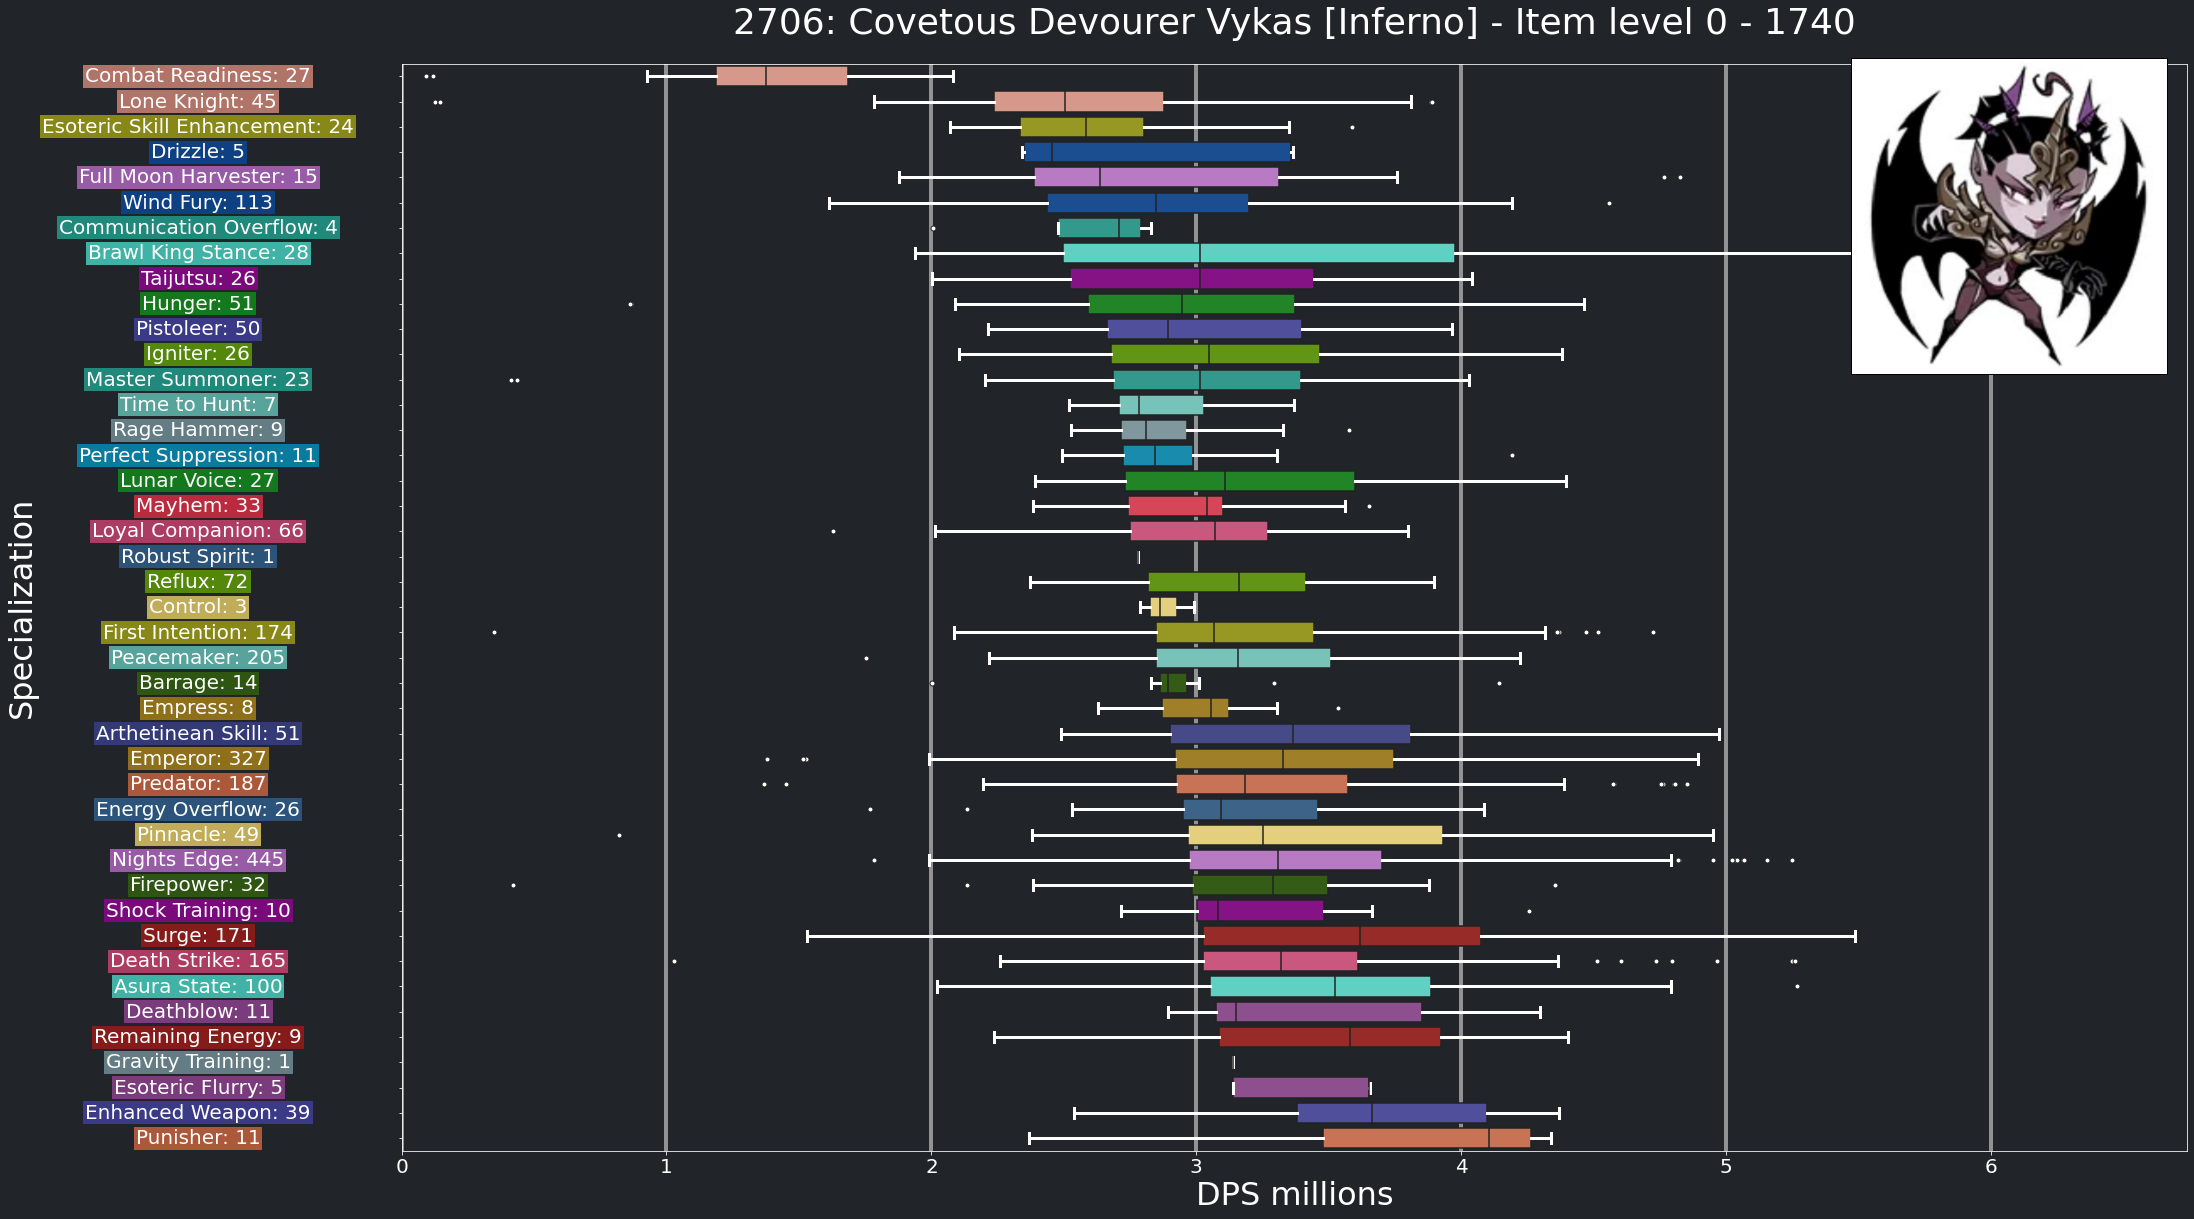 2706: Covetous Devourer Vykas [Inferno] - Item level 0 - 1740
Combat Readiness: 27
Lone Knight: 45
Esoteric Skill Enhancement: 24
Drizzle: 5
Full Moon Harvester: 15
Wind Fury: 113
Communication Overflow: 4
Brawl King Stance: 28
Taijutsu: 26
Hunger: 51
Pistoleer: 50
Igniter: 26
Master Summoner: 23
Time to Hunt: 7
Rage Hammer: 9
Perfect Suppression: 11
Lunar Voice: 27
Mayhem: 33
Loyal Companion: 66
Robust Spirit: 1
Reflux: 72
Control: 3
First Intention: 174
Peacemaker: 205
Barrage: 14
Empress: 8
Arthetinean Skill: 51
Emperor: 327
Predator: 187
Energy Overflow: 26
Pinnacle: 49
Nights Edge: 445
Firepower: 32
Shock Training: 10
Surge: 171
Death Strike: 165
Asura State: 100
Deathblow: 11
Remaining Energy: 9
Gravity Training: 1
Esoteric Flurry: 5
Enhanced Weapon: 39
Punisher: 11
Specialization
0 1 2 3 4 5 6
DPS millions